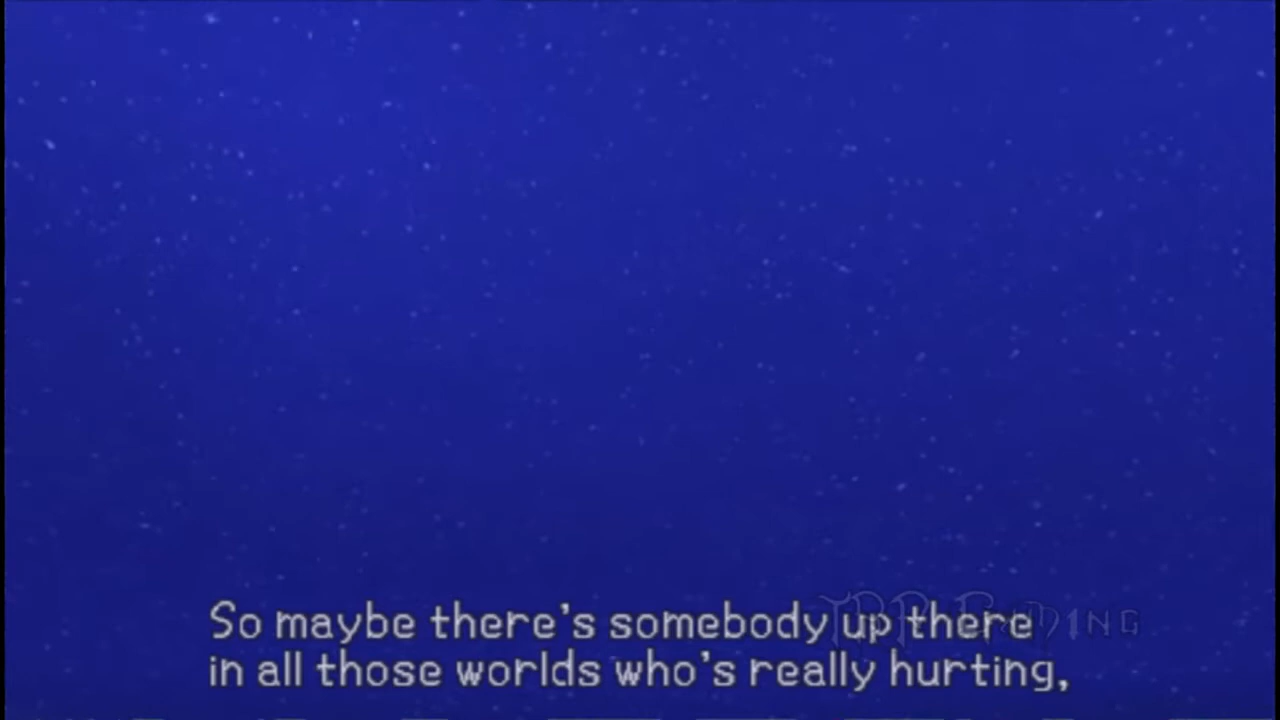 So maybe there's somebody up there
in all those worlds who's really hurting,